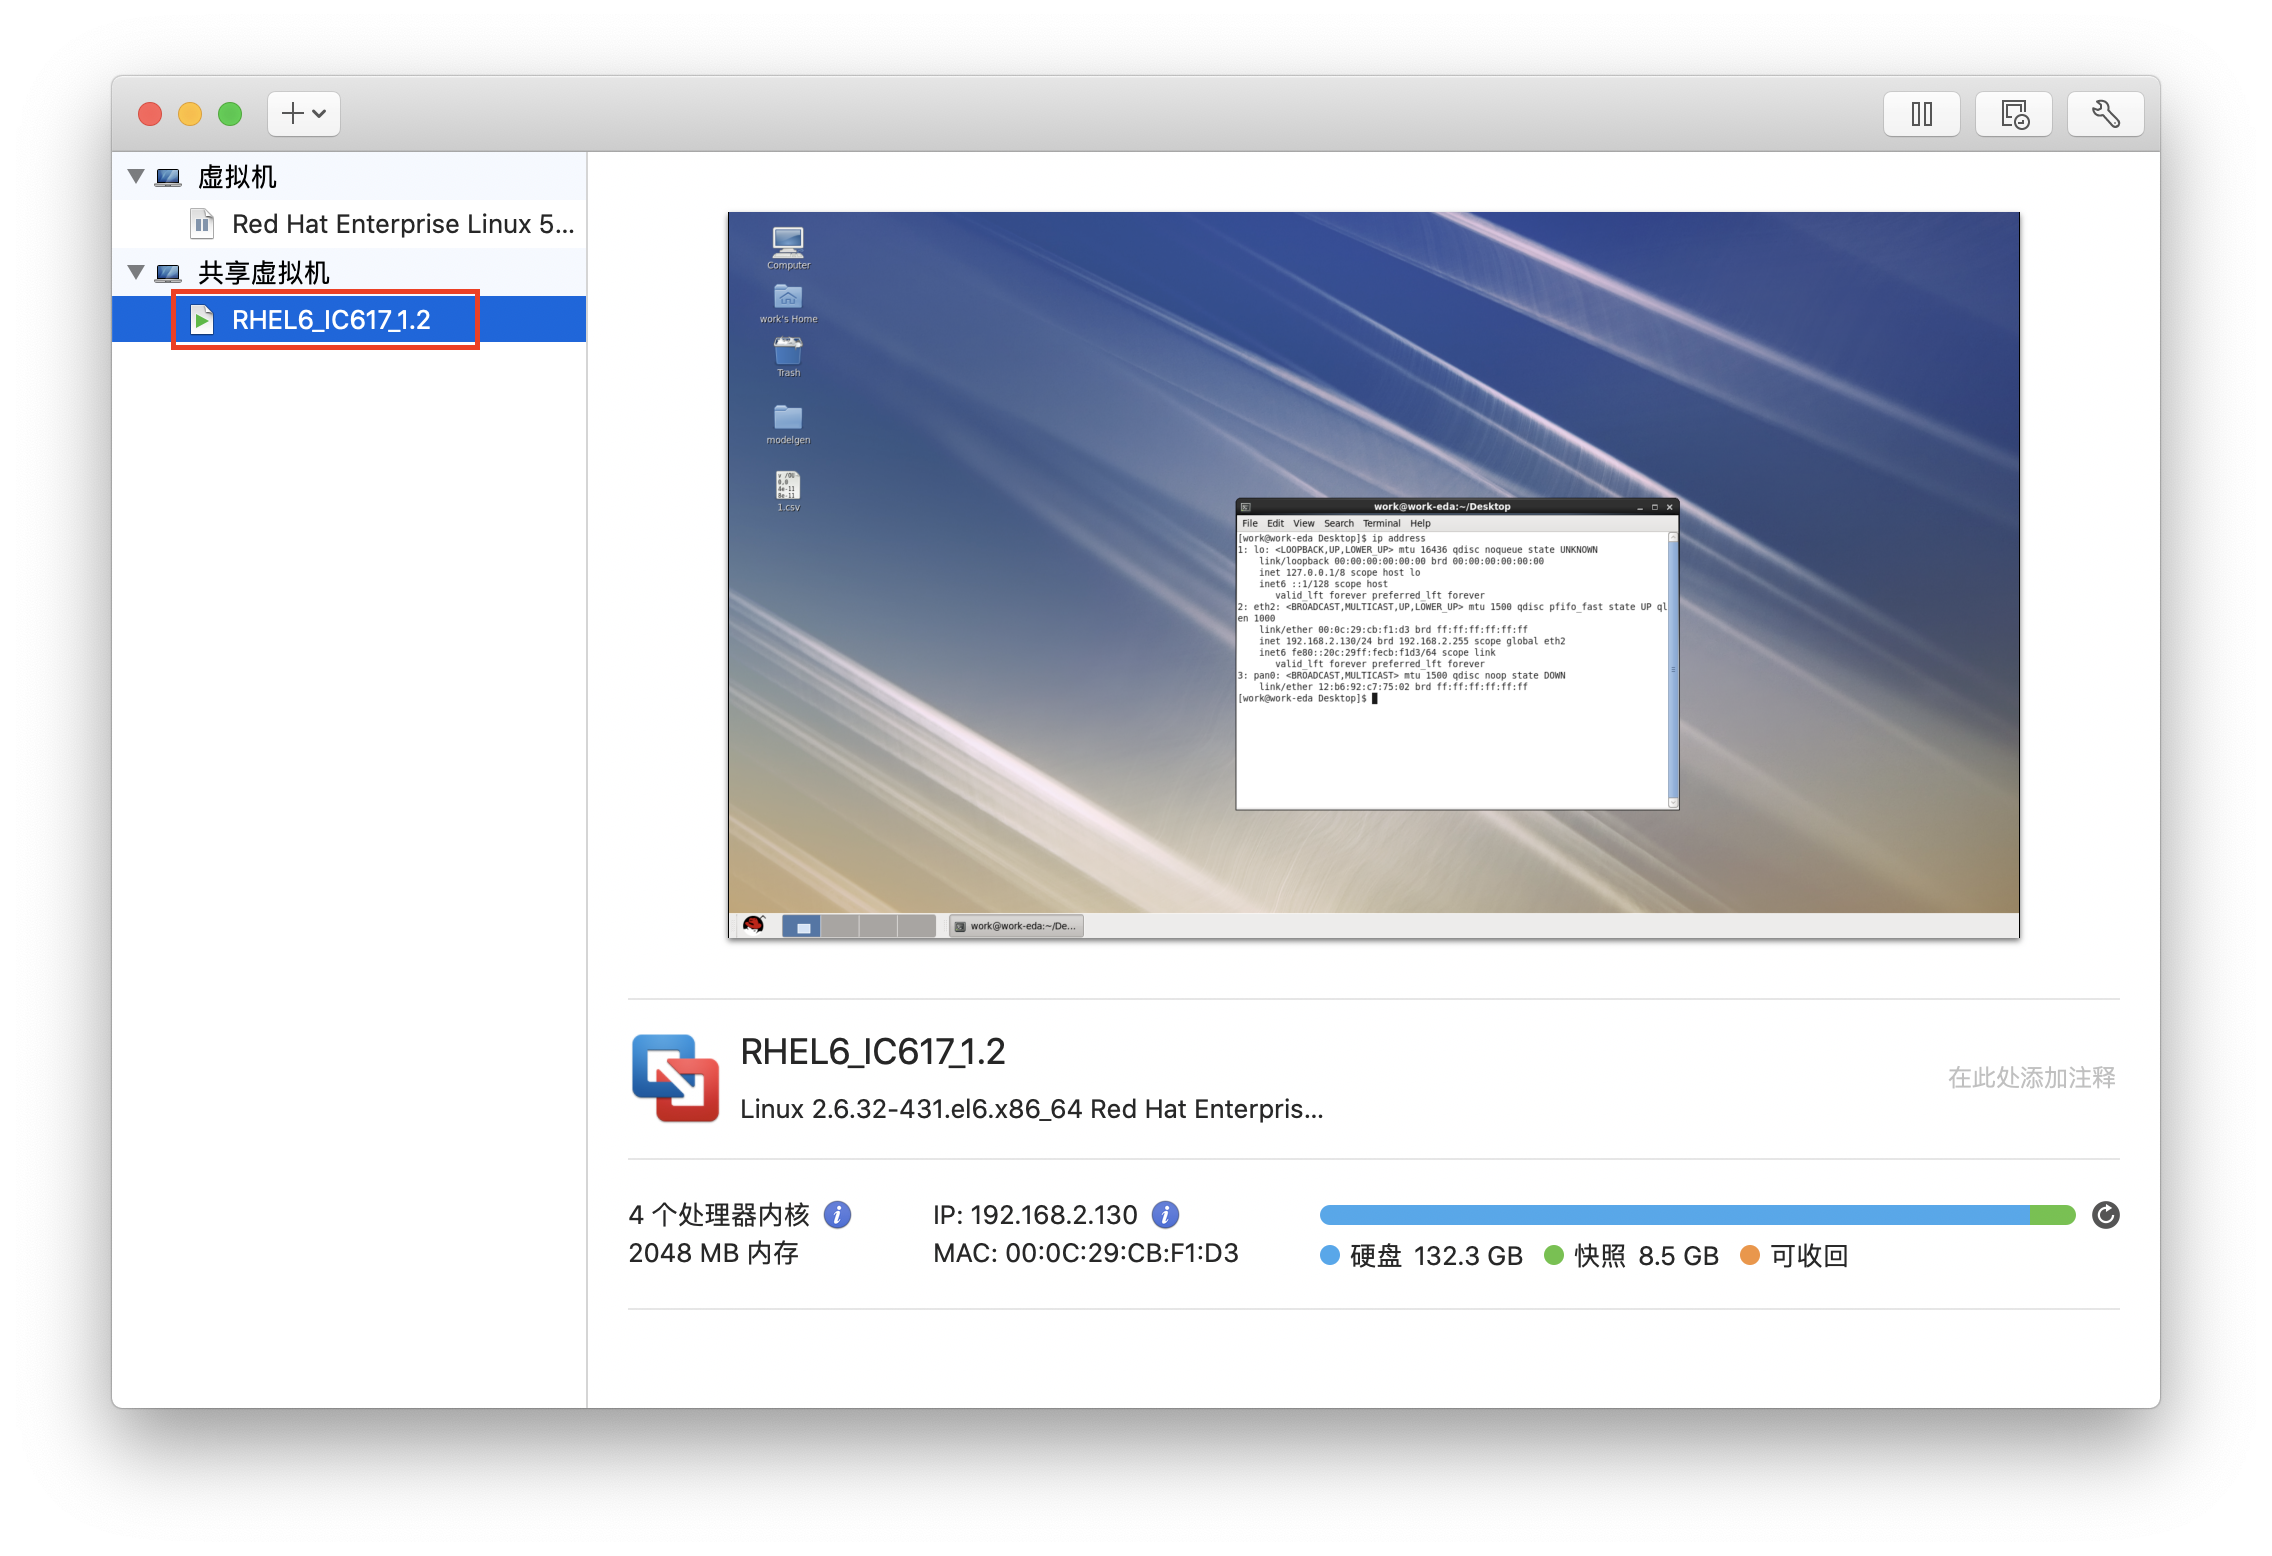 虚拟机
Red Hat Enterprise Linux 5...
共享虚拟机
RHEL6_IC617_1.2
Computer
work's Home
Trash
modelgen
v /OE
0,0
4e-11
8e-11
1.csv
work@work-eda:~/Desktop
File Edit View Search Terminal Help
[work@work-eda Desktop]$ ip address
1: lo: <LOOPBACK,UP,LOWER_UP> mtu 16436 qdisc noqueue state UNKNOWN
link/loopback 00:00:00:00:00:00 brd 00:00:00:00:00:00
inet 127.0.0.1/8 scope host lo
inet6 ::1/128 scope host
valid_lft forever preferred_lft forever
2: eth2: <BROADCAST,MULTICAST,UP,LOWER_UP> mtu 1500 qdisc pfifo_fast state UP ql
en 1000
link/ether 00:0c:29:cb:f1:d3 brd ff:ff:ff:ff:ff:ff
inet 192.168.2.130/24 brd 192.168.2.255 scope global eth2
inet6 fe80::20c:29ff:fecb:f1d3/64 scope link
valid_lft forever preferred_lft forever
3: pan0: <BROADCAST,MULTICAST> mtu 1500 qdisc noop state DOWN
link/ether 12:b6:92:c7:75:02 brd ff:ff:ff:ff:ff:ff
[work@work-eda Desktop]$
work@work-eda:~/De...
RHEL6_IC617_1.2
在此处添加注释
Linux 2.6.32-431.el6.x86_64 Red Hat Enterpris...
4 个处理器内核
2048 MB 内存
IP: 192.168.2.130
MAC: 00:0C:29:CB:F1:D3
硬盘 132.3 GB 快照 8.5 GB 可收回